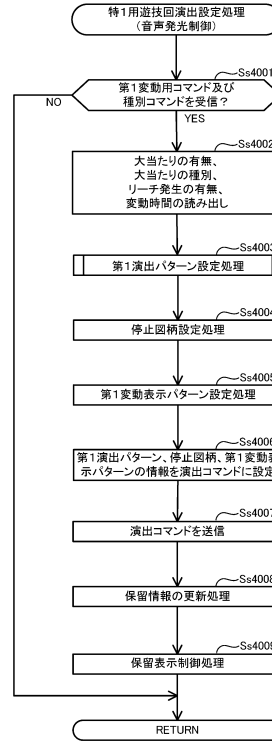 特1用遊技回演出設定処理
(音声発光制御)
Ss4001
第1変動用コマンド及び
種別コマンドを受信?
NO
YES
Ss4002
大当たりの有無、
大当たりの種別、
リーチ発生の有無、
変動時間の読み出し
Ss4003
第1演出パターン設定処理
Ss4004
停止図柄設定処理
Ss4005
第1変動表示パターン設定処理
Ss4006
第1演出パターン、停止図柄、第1変動表
示パターンの情報を演出コマンドに設定
Ss4007
演出コマンドを送信
Ss4008
保留情報の更新処理
Ss4009
保留表示制御処理
RETURN